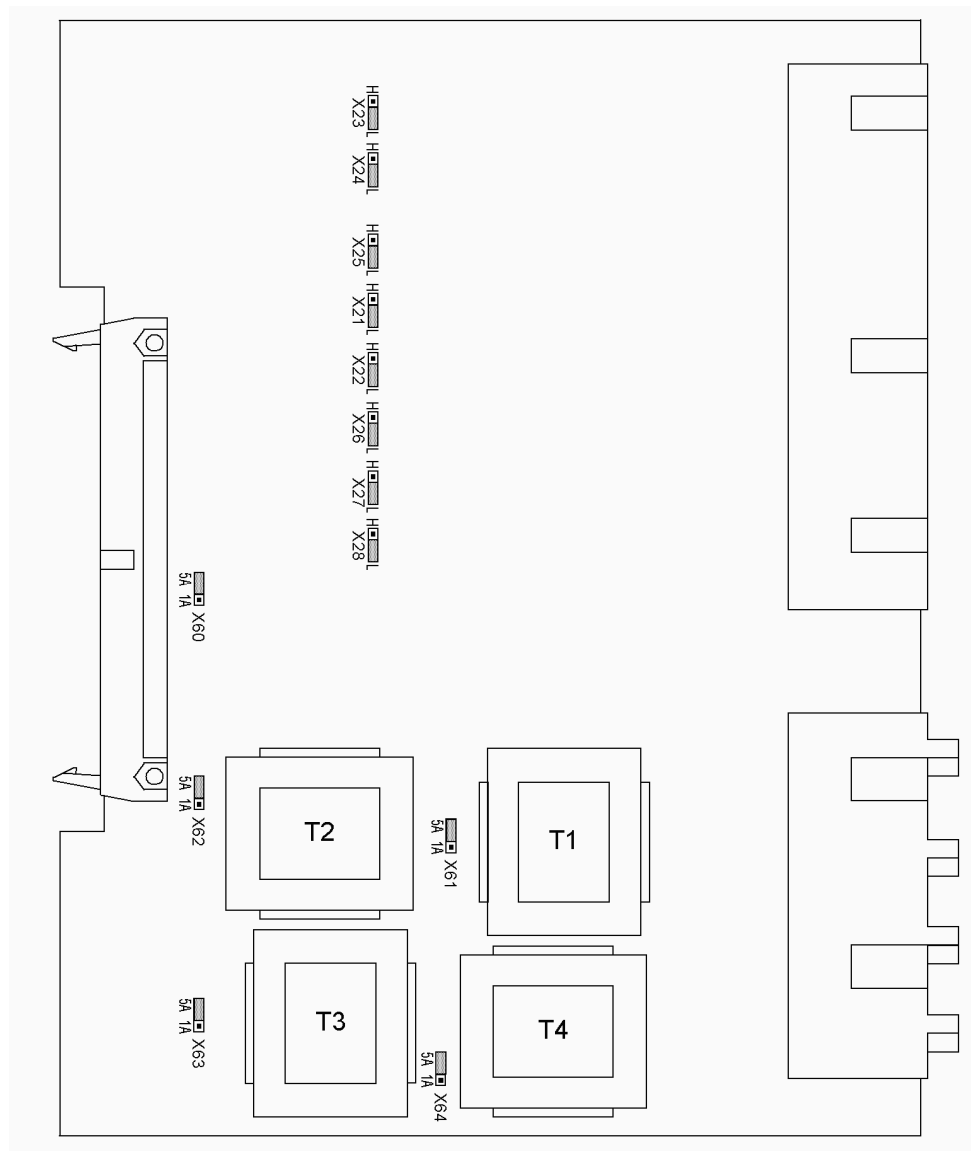 H
X23
L
H
X24
L
H
X25
L
H
X21
L
H
X22
L
H
X26
L
H
X27
L
H
X28
L
5A 1A X60
5A 1A X62
T2
5A 1A X61
T1
5A 1A X63
T3
5A 1A X64
T4